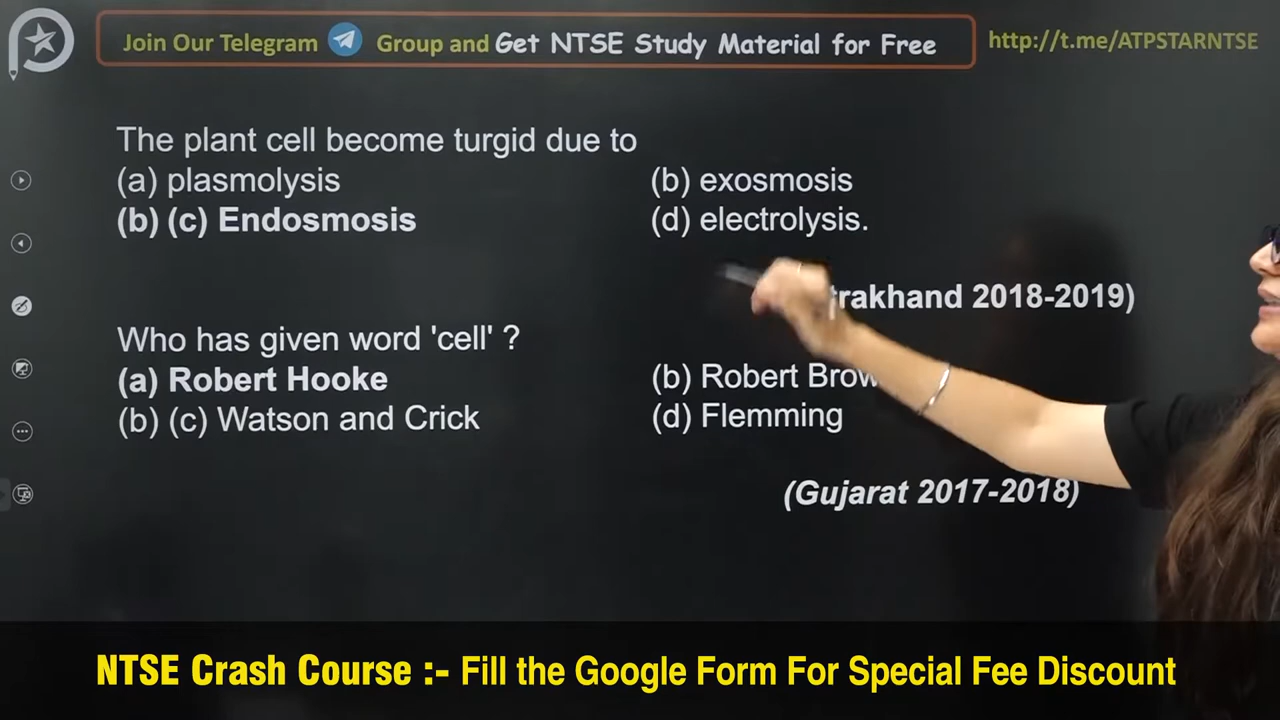 Join Our Telegram Group and Get NTSE Study Material for Free
http://t.me/ATPSTARNTSE
The plant cell become turgid due to
(a) plasmolysis (b) exosmosis
(b) (c) Endosmosis (d) electrolysis.
2018-2019)
Who has given word 'cell' ?
(a) Robert Hooke (b) Robert
(b) (c) Watson and Crick (d) Flemming
(Gujarat 2017-2018)
NTSE Crash Course :- Fill the Google Form For Special Fee Discount